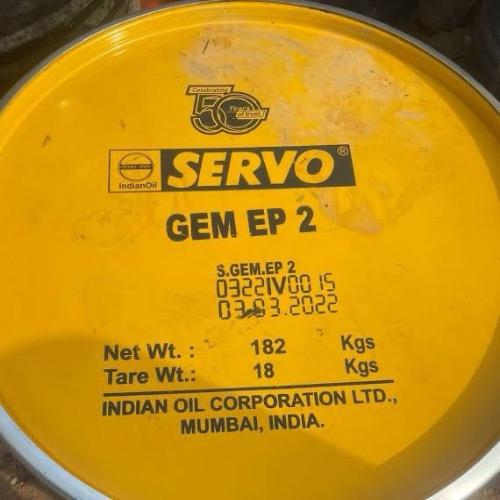 Celebrating
50 Years
of trust
IndianOil
SERVO®
GEM EP 2
S.GEM.EP 2
0322IV0015
03.03.2022
Net Wt. : 182 Kgs
Tare Wt.: 18 Kgs
INDIAN OIL CORPORATION LTD.,
MUMBAI, INDIA.